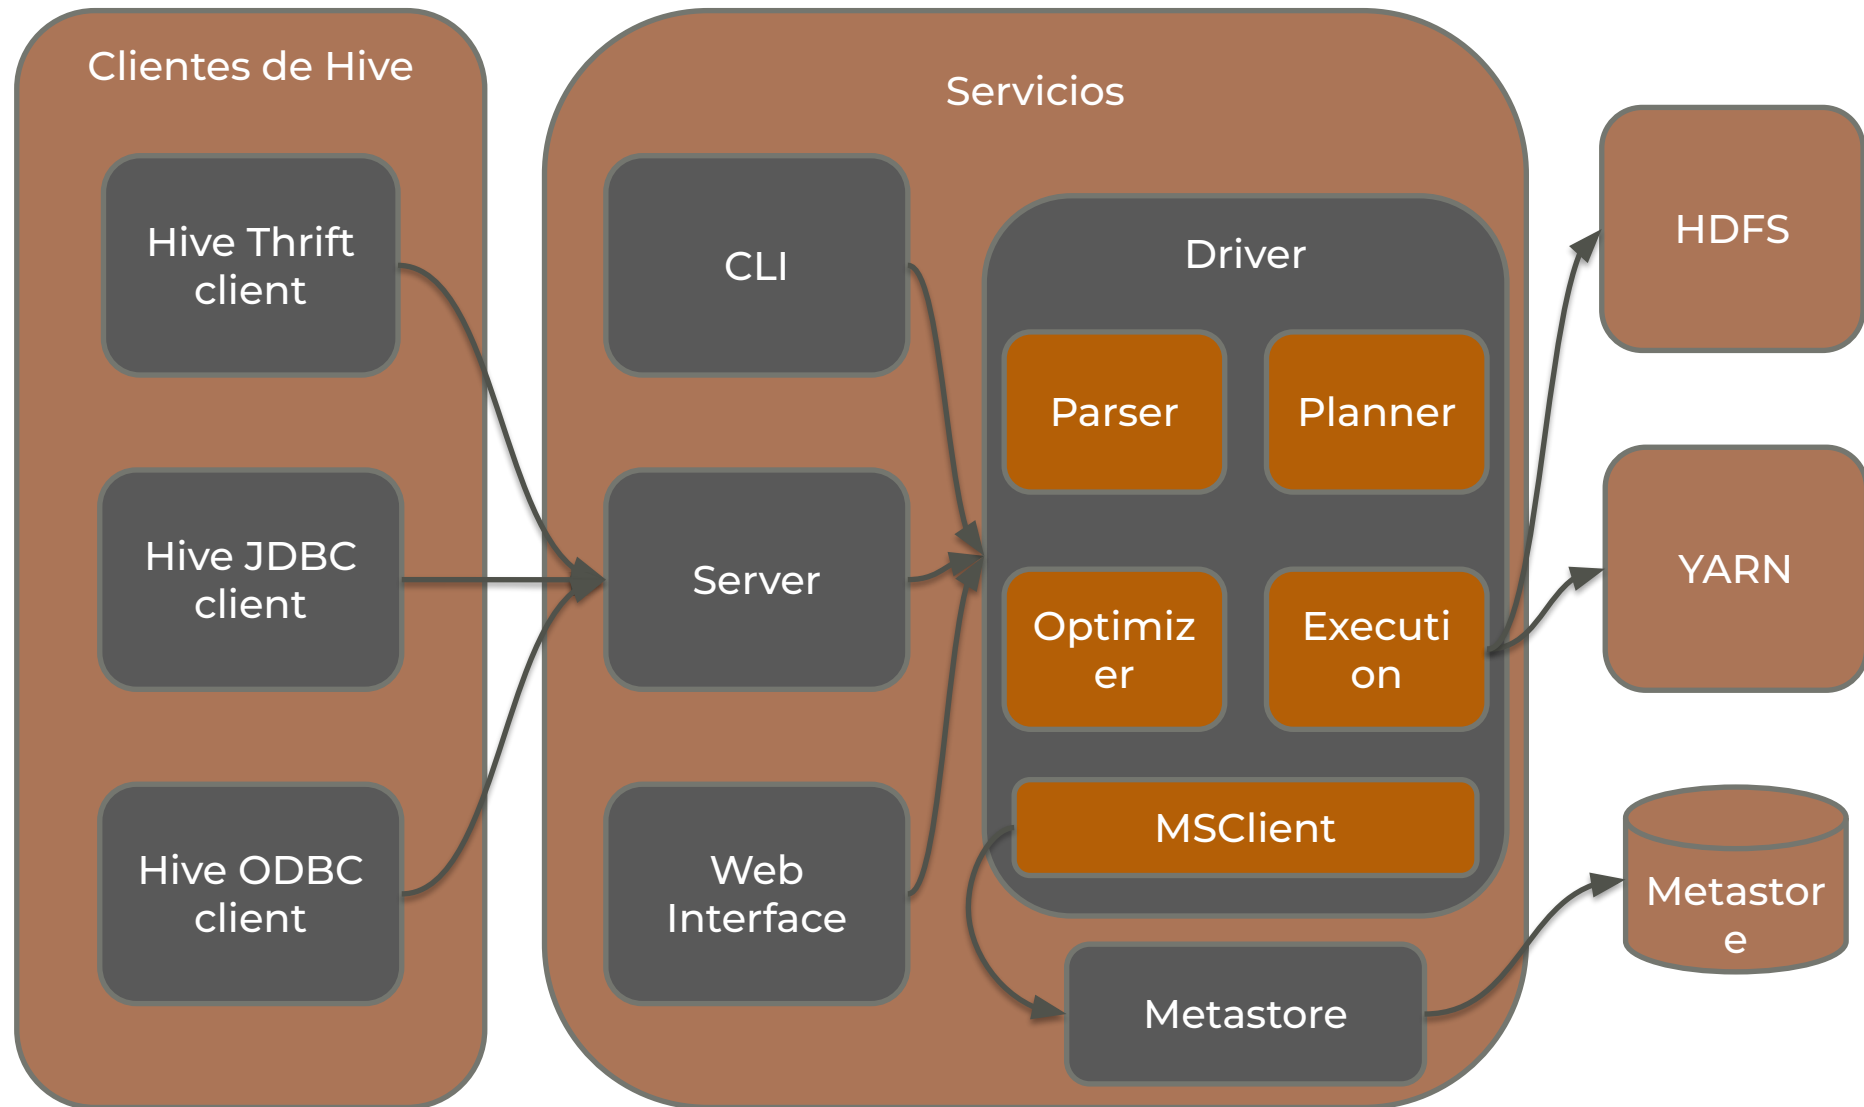 Clientes de Hive
Hive Thrift
client
Hive JDBC
client
Hive ODBC
client
Servicios
CLI
Server
Web
Interface
Driver
Parser
Planner
Optimiz
er
Executi
on
MSClient
Metastore
HDFS
YARN
Metastor
e